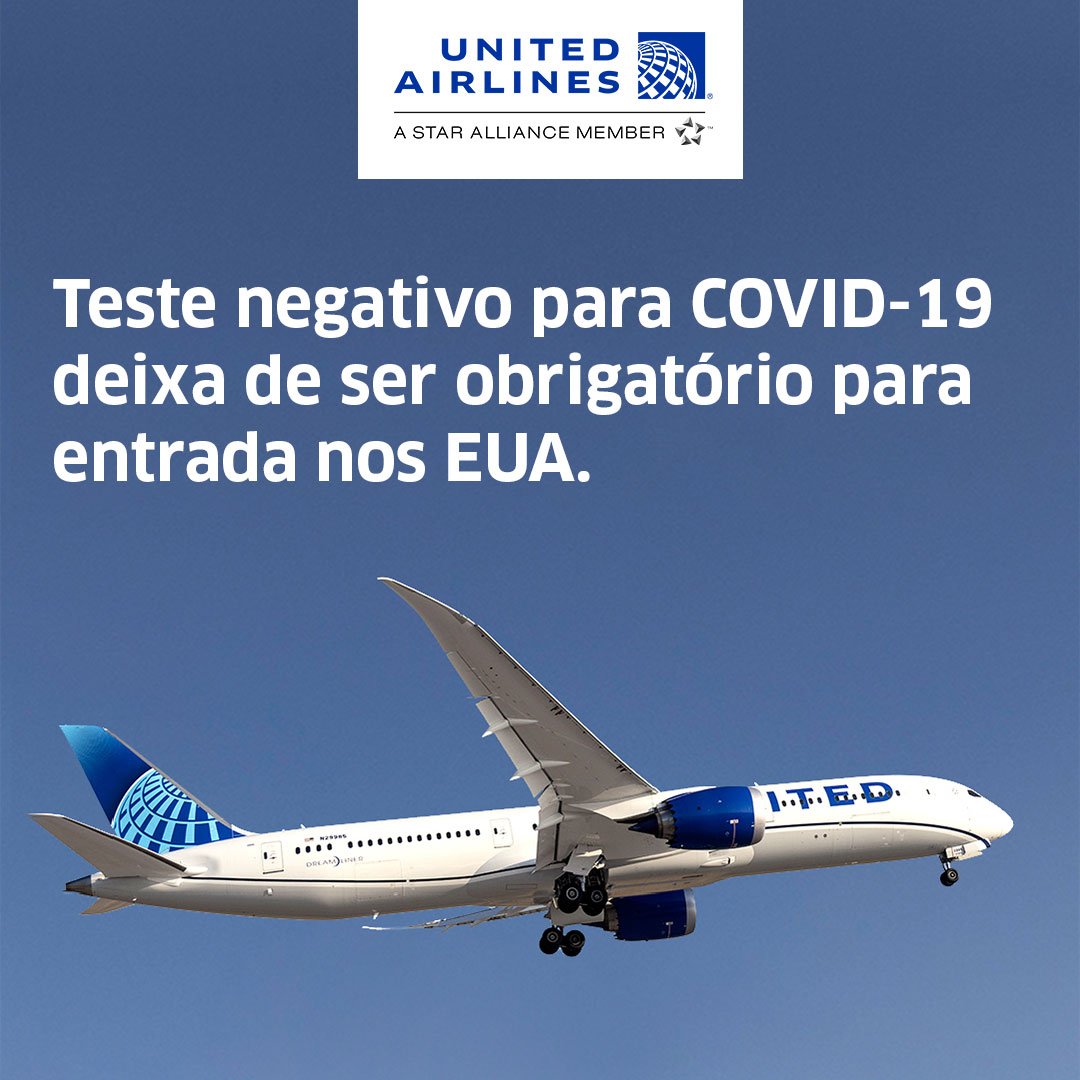 UNITED
AIRLINES
A STAR ALLIANCE MEMBER
Teste negativo para COVID-19
deixa de ser obrigatório para
entrada nos EUA.
ITED
DREAMLINER